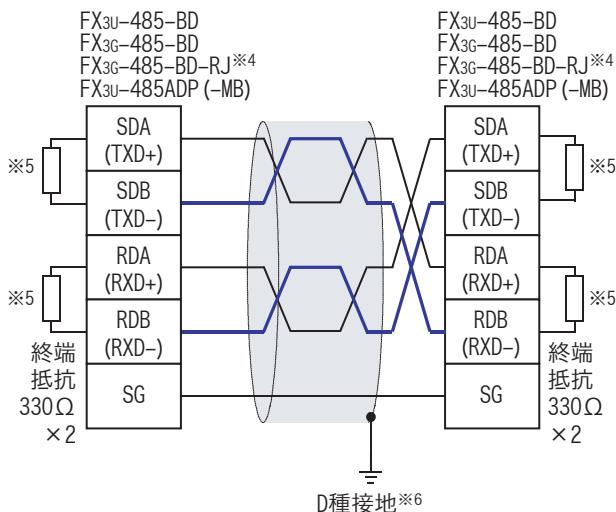 FX3U-485-BD
FX3G-485-BD
FX3G-485-BD-RJ※4
FX3U-485ADP(-MB)
※5
SDA
(TXD+)
SDB
(TXD-)
※5
RDA
(RXD+)
RDB
(RXD-)
終端
抵抗
330Ω
×2
SG
FX3U-485-BD
FX3G-485-BD
FX3G-485-BD-RJ※4
FX3U-485ADP(-MB)
SDA
(TXD+)
※5
SDB
(TXD-)
RDA
(RXD+)
※5
RDB
(RXD-)
SG
終端
抵抗
330Ω
×2
D種接地※6